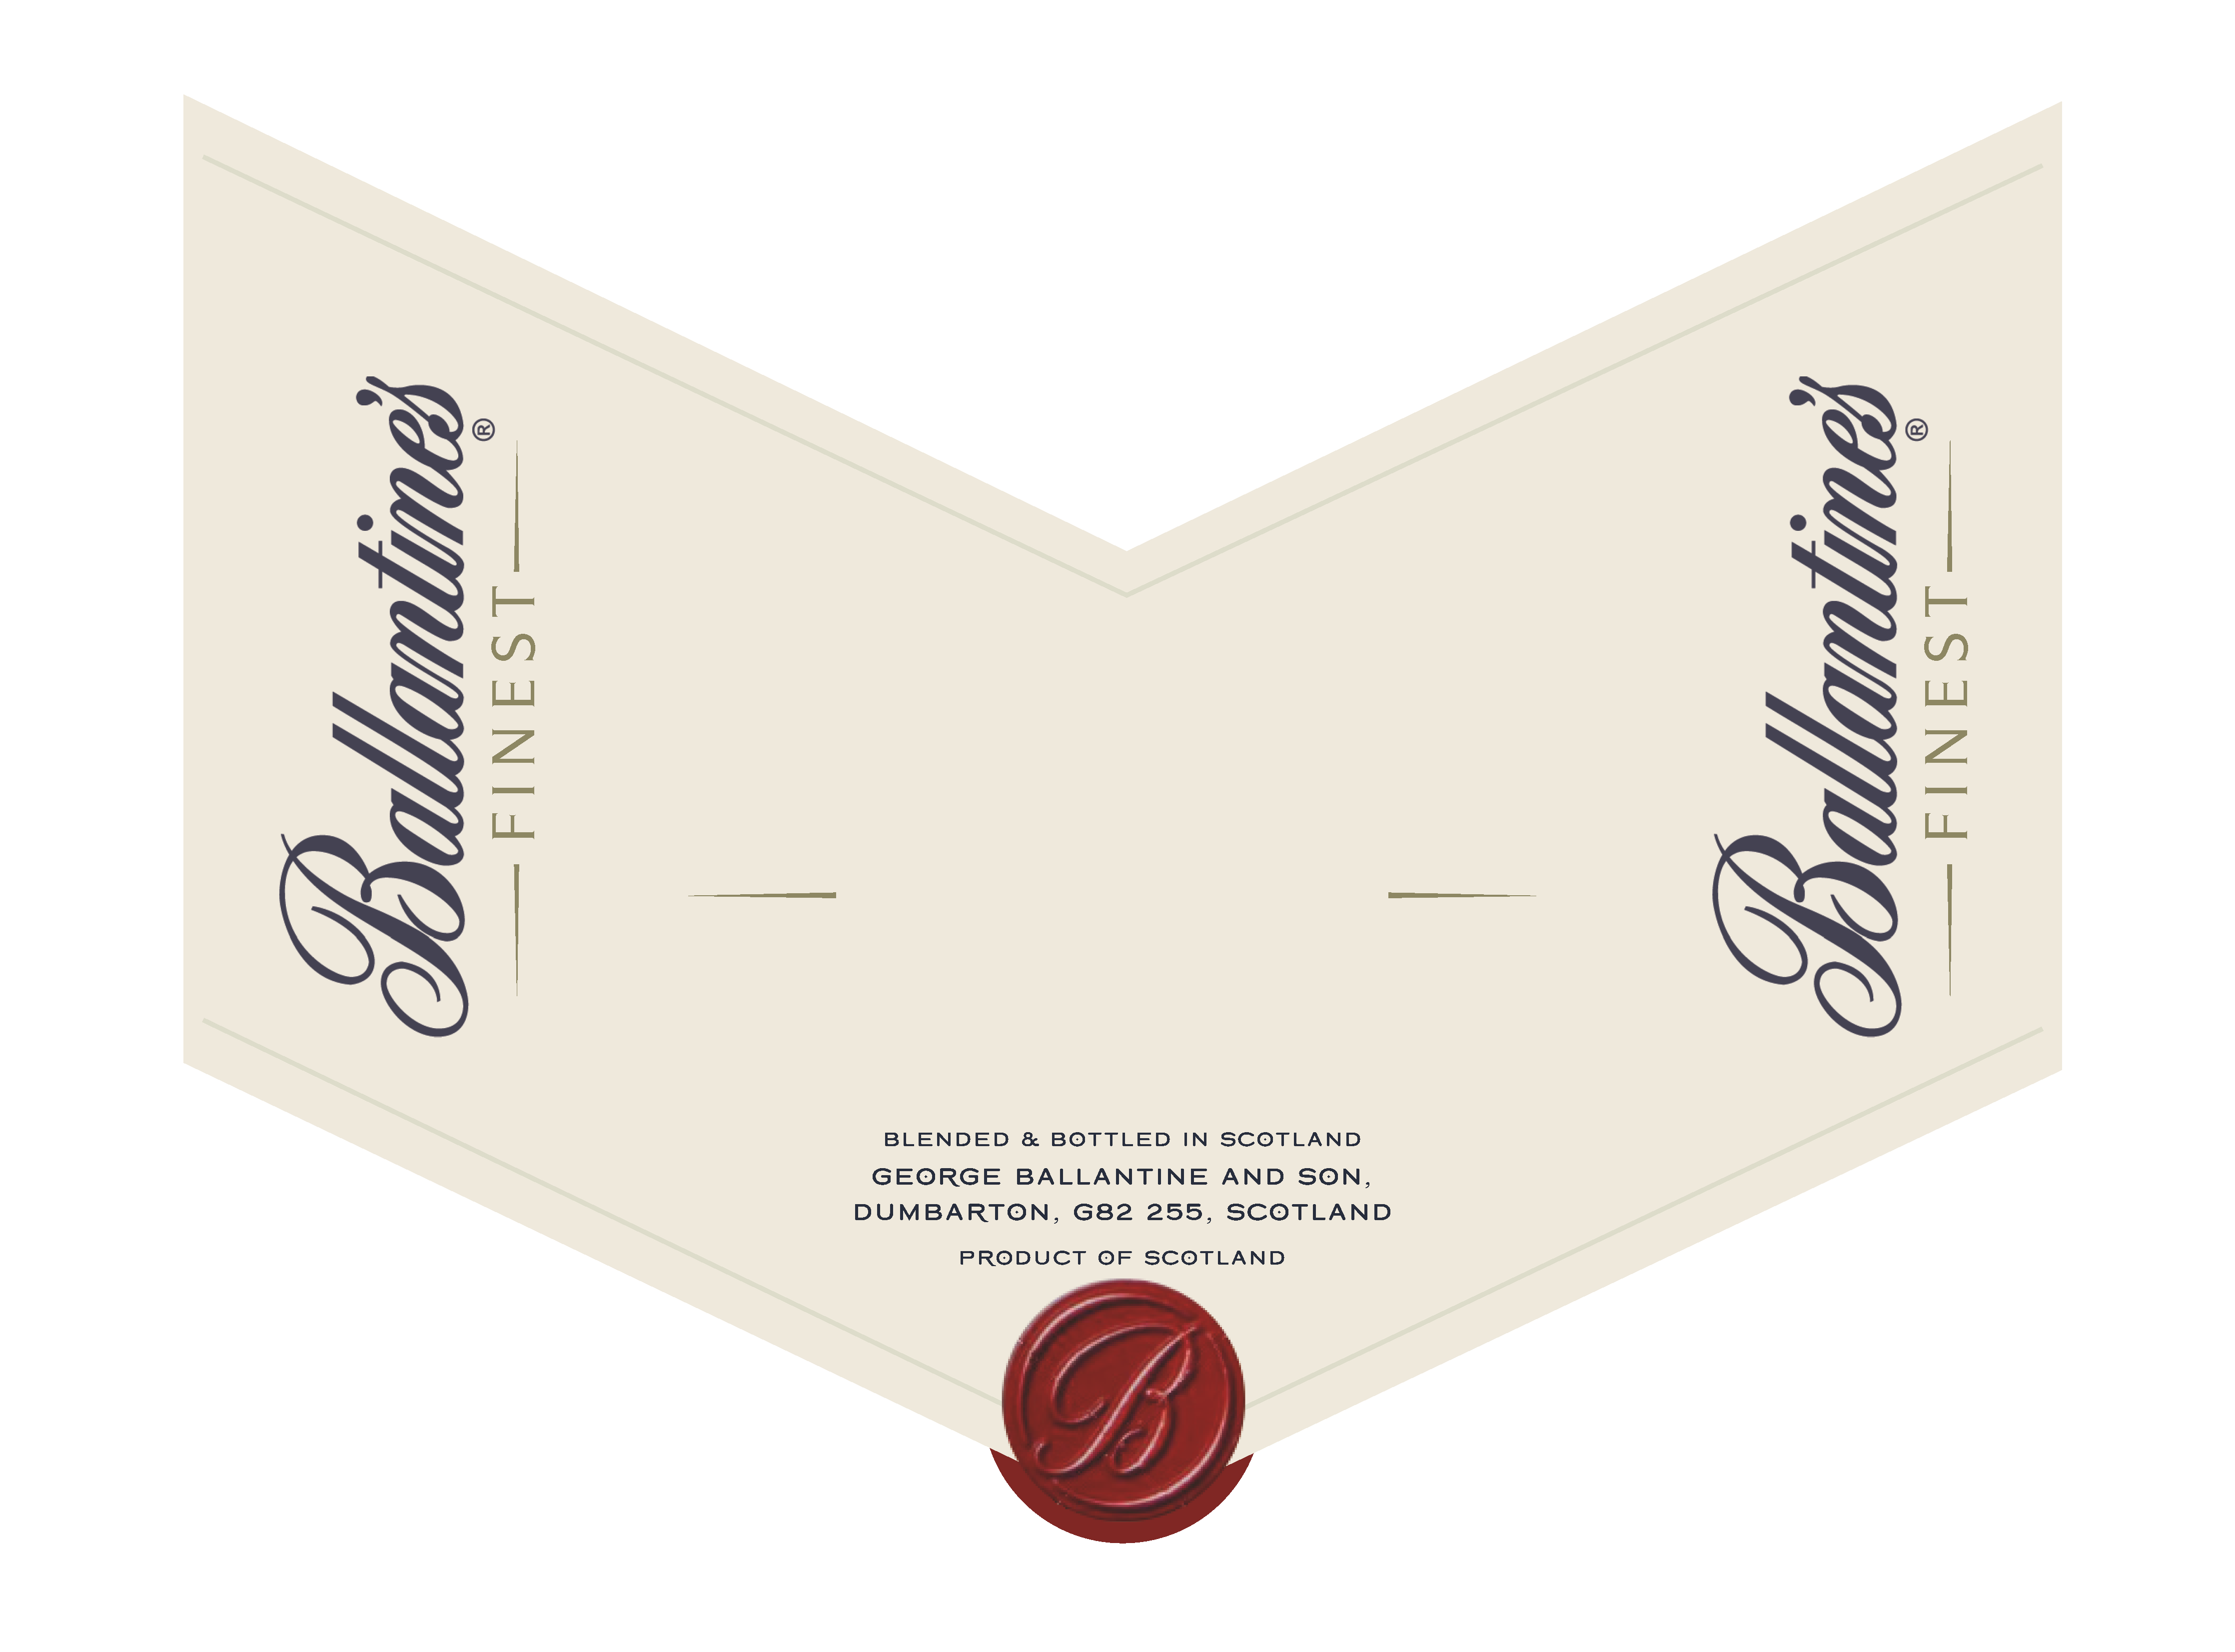 Ballantine's®
FINEST
BLENDED & BOTTLED IN SCOTLAND
GEORGE BALLANTINE AND SON,
DUMBARTON, G82 255, SCOTLAND
PRODUCT OF SCOTLAND
B
Ballantine's®
FINEST